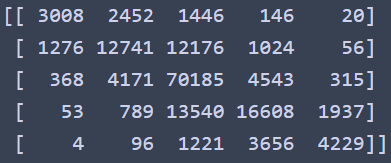 [[ 3008 2452 1446 146 20]
[ 1276 12741 12176 1024 56]
[ 368 4171 70185 4543 315]
[ 53 789 13540 16608 1937]
[ 4 96 1221 3656 4229]]